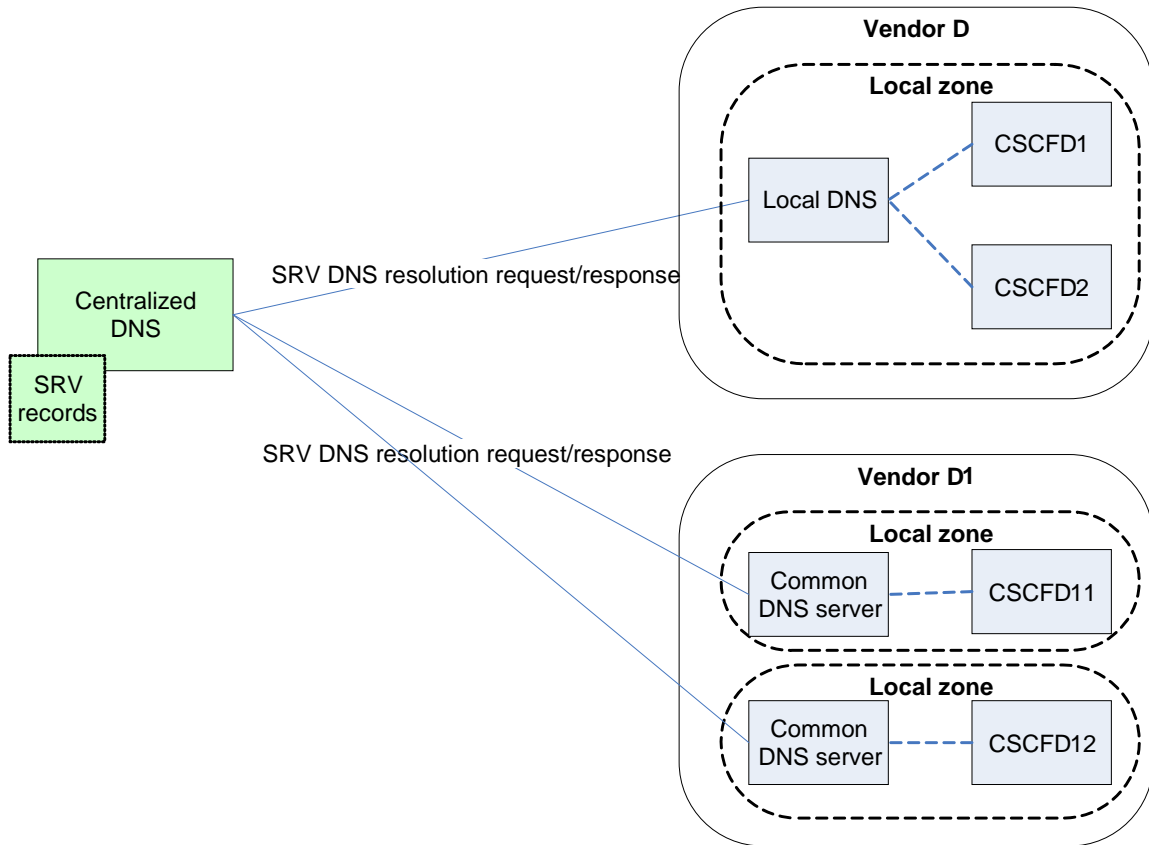 Vendor D
Local zone
CSCFD1
Local DNS
CSCFD2
SRV DNS resolution request/response
Centralized
DNS
SRV
records
SRV DNS resolution request/response
Vendor D1
Local zone
Common
DNS server
CSCFD11
Local zone
Common
DNS server
CSCFD12